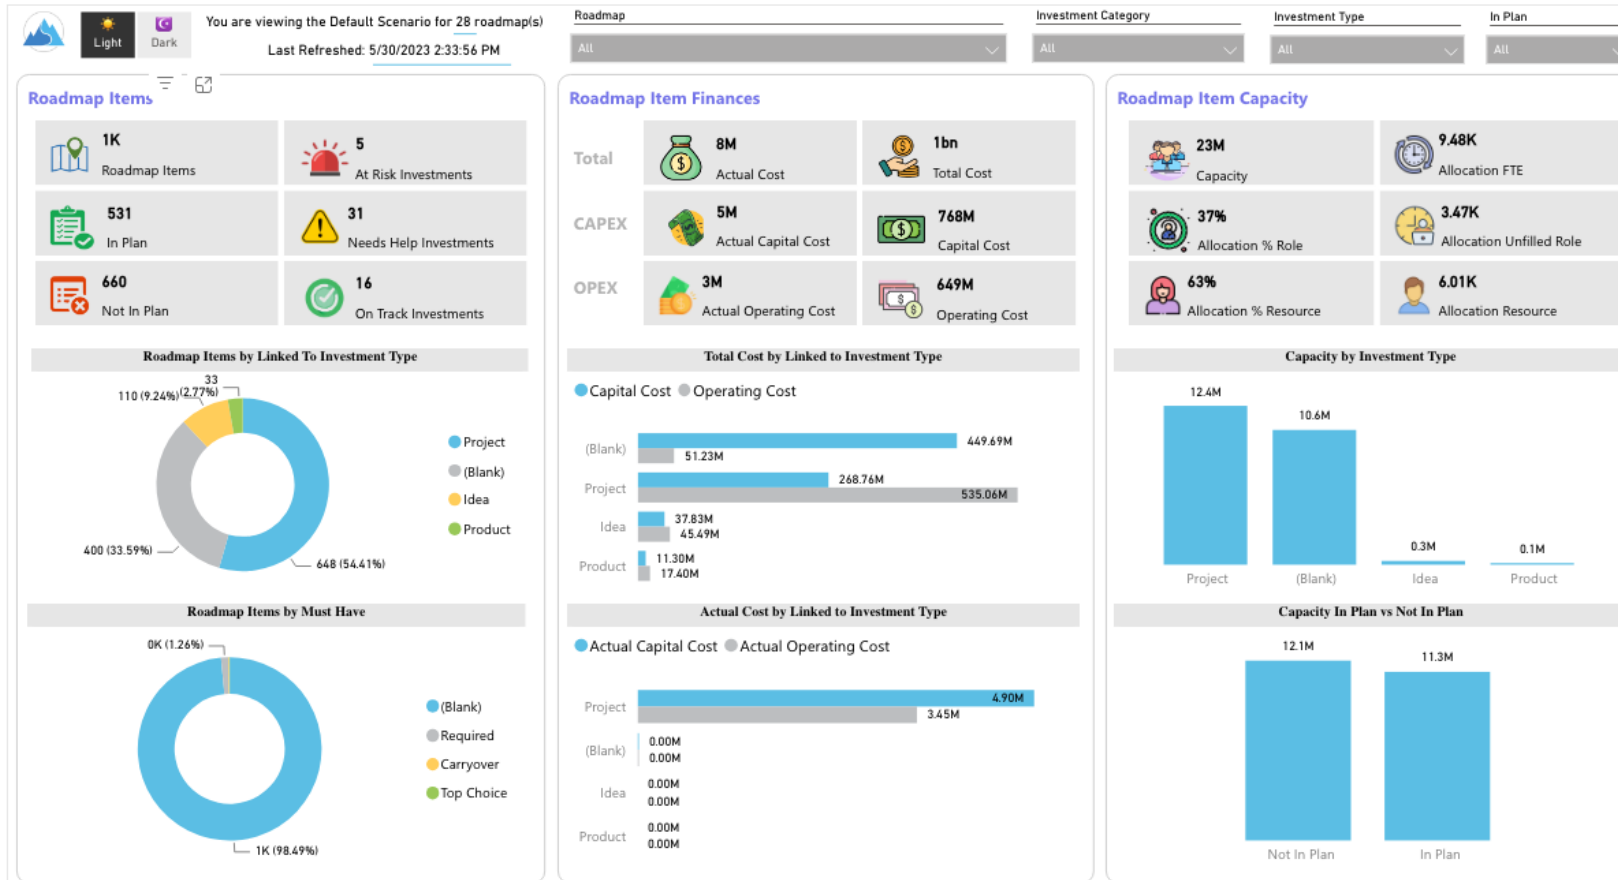 Light
Dark
You are viewing the Default Scenario for 28 roadmap(s)
Last Refreshed: 5/30/2023 2:33:56 PM
Roadmap
All
Investment Category
All
Investment Type
All
In Plan
All
Roadmap Items
1K
Roadmap Items
5
At Risk Investments
531
In Plan
31
Needs Help Investments
660
Not In Plan
16
On Track Investments
Roadmap Items by Linked To Investment Type
33
(2.77%)
110 (9.24%)
400 (33.59%)
648 (54.41%)
Project
(Blank)
Idea
Product
Roadmap Items by Must Have
0K (1.26%)
1K (98.49%)
(Blank)
Required
Carryover
Top Choice
Roadmap Item Finances
Total
8M
Actual Cost
1bn
Total Cost
CAPEX
5M
Actual Capital Cost
768M
Capital Cost
OPEX
3M
Actual Operating Cost
649M
Operating Cost
Total Cost by Linked to Investment Type
Capital Cost
Operating Cost
(Blank)
449.69M
51.23M
Project
268.76M
535.06M
Idea
37.83M
45.49M
Product
11.30M
17.40M
Actual Cost by Linked to Investment Type
Actual Capital Cost
Actual Operating Cost
Project
4.90M
3.45M
(Blank)
0.00M
0.00M
Idea
0.00M
0.00M
Product
0.00M
0.00M
Roadmap Item Capacity
23M
Capacity
9.48K
Allocation FTE
37%
Allocation % Role
3.47K
Allocation Unfilled Role
63%
Allocation % Resource
6.01K
Allocation Resource
Capacity by Investment Type
12.4M
10.6M
0.3M
0.1M
Project
(Blank)
Idea
Product
Capacity In Plan vs Not In Plan
12.1M
11.3M
Not In Plan
In Plan